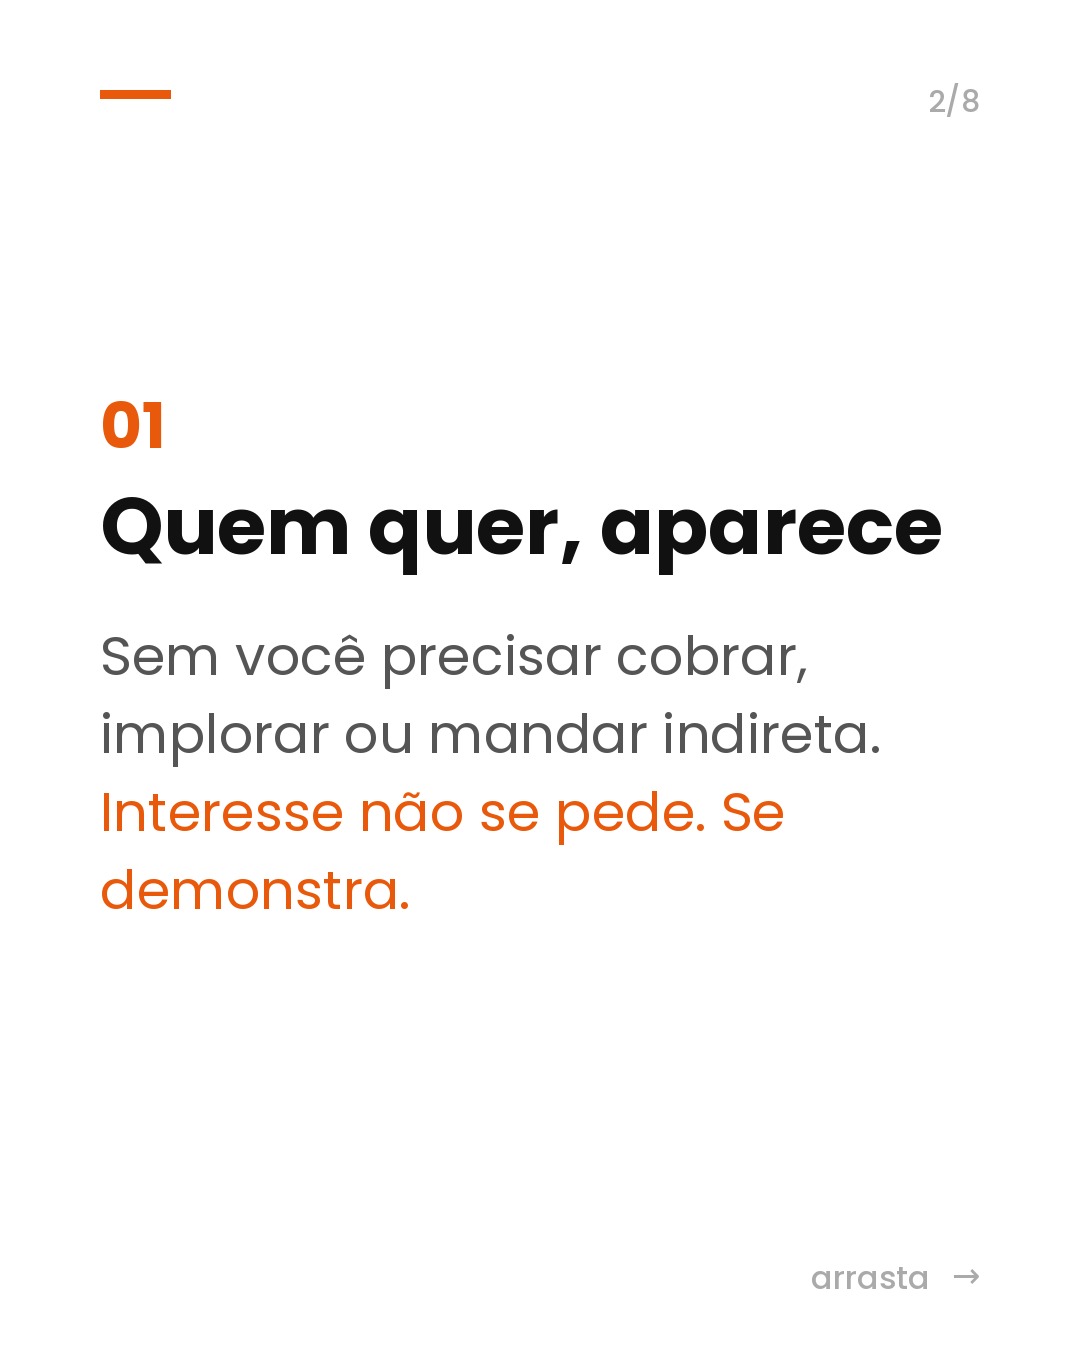 2/8
01
Quem quer, aparece
Sem você precisar cobrar,
implorar ou mandar indireta.
Interesse não se pede. Se
demonstra.
arrasta →